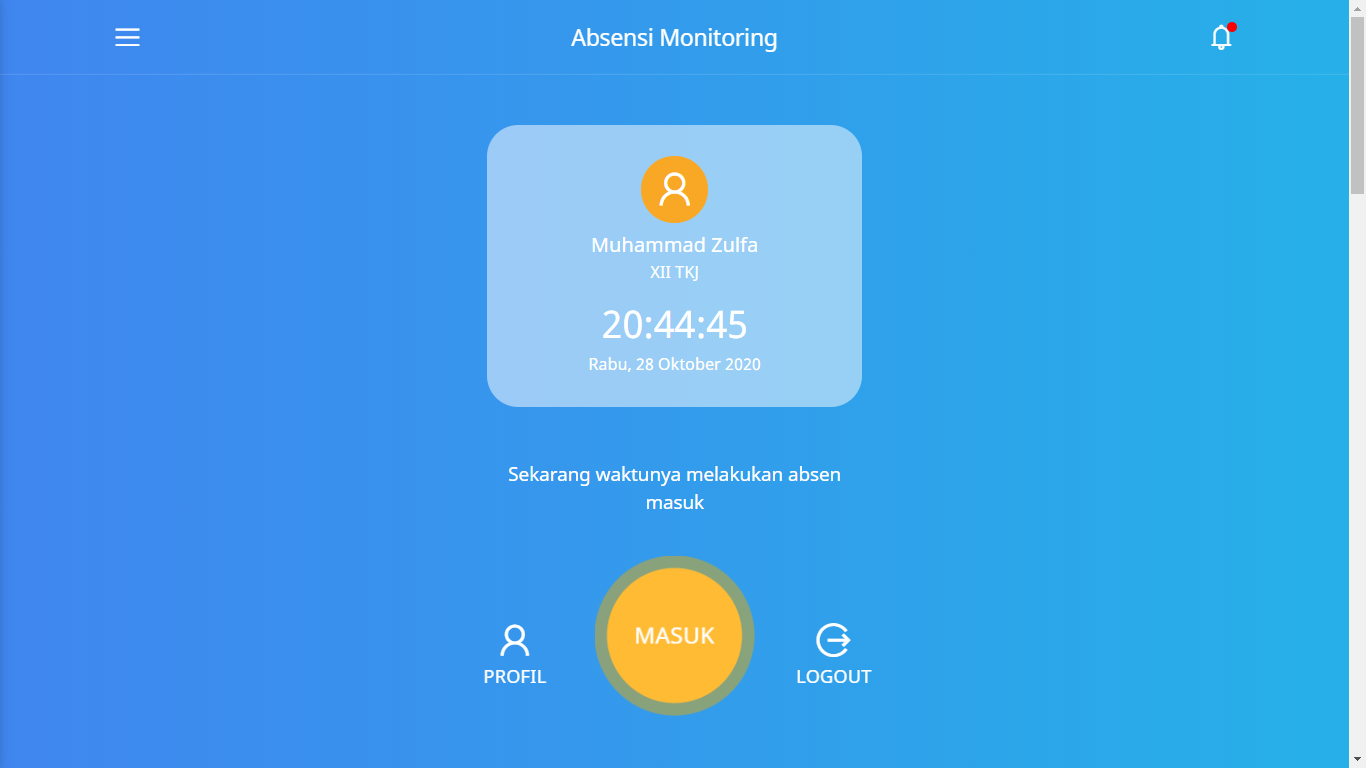 Absensi Monitoring
Muhammad Zulfa
XII TKJ
20:44:45
Rabu, 28 Oktober 2020
Sekarang waktunya melakukan absen
masuk
MASUK
PROFIL
LOGOUT